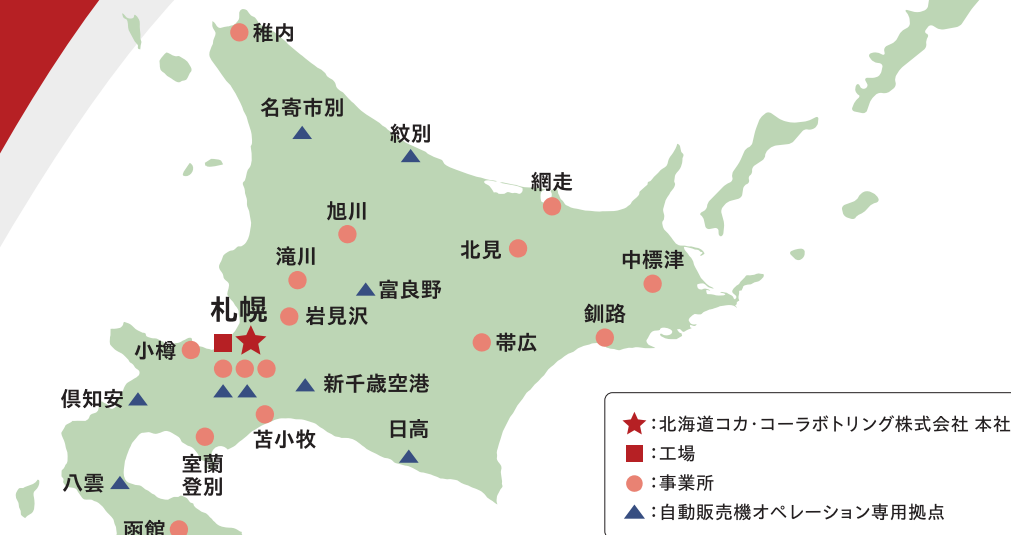 稚内
名寄市別
紋別
網走
旭川
北見
滝川
中標津
富良野
札幌
岩見沢
釧路
小樽
帯広
新千歳空港
倶知安
苫小牧
日高
室蘭
登別
八雲
函館
：北海道コカ・コーラボトリング株式会社 本社
：工場
：事業所
：自動販売機オペレーション専用拠点